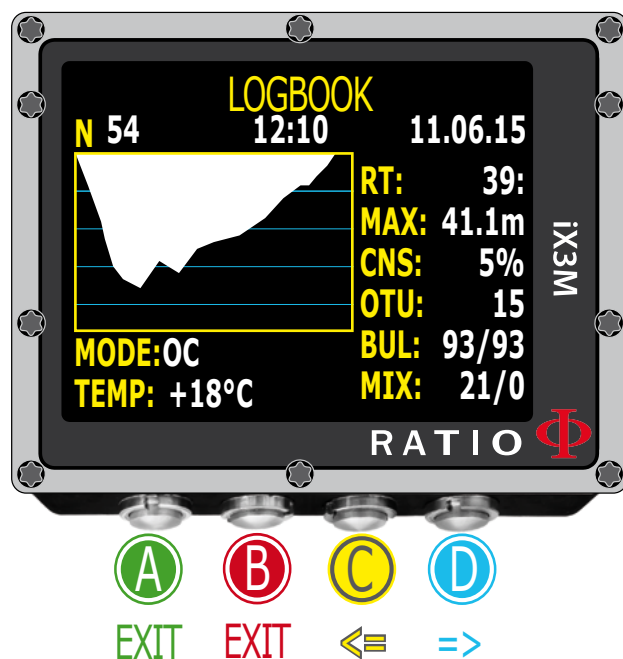 LOGBOOK
N 54 12:10 11.06.15
RT: 39:
MAX: 41.1m
CNS: 5%
OTU: 15
BUL: 93/93
MIX: 21/0
MODE:OC
TEMP: +18°C
iX3M
RATIO
A B C D
EXIT EXIT <= =>